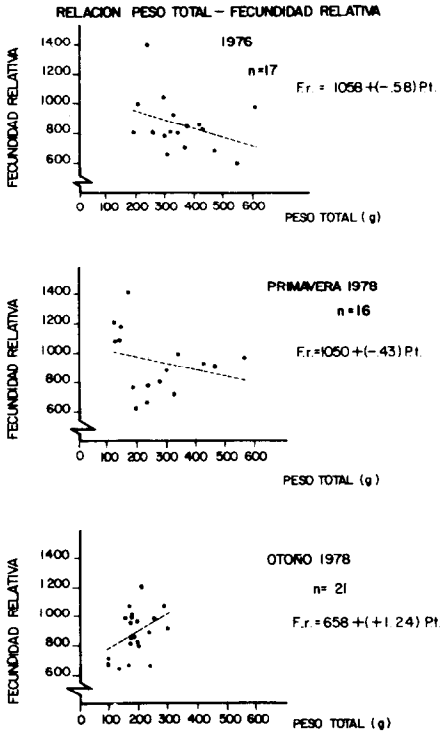 RELACION PESO TOTAL - FECUNDIDAD RELATIVA
1976
n=17
F.r. = 1058+(-.58) P.t.
FECUNDIDAD RELATIVA
1400
1200
1000
800
600
0 100 200 300 400 500 600
PESO TOTAL (g)
PRIMAVERA 1978
n=16
F.r.=1050+(-.43) P.t.
FECUNDIDAD RELATIVA
1400
1200
1000
800
600
0 100 200 300 400 500 600
PESO TOTAL (g)
OTOÑO 1978
n= 21
F.r.=658+(+1.24) P.t.
FECUNDIDAD RELATIVA
1400
1200
1000
800
600
0 100 200 300 400 500 600
PESO TOTAL (g)